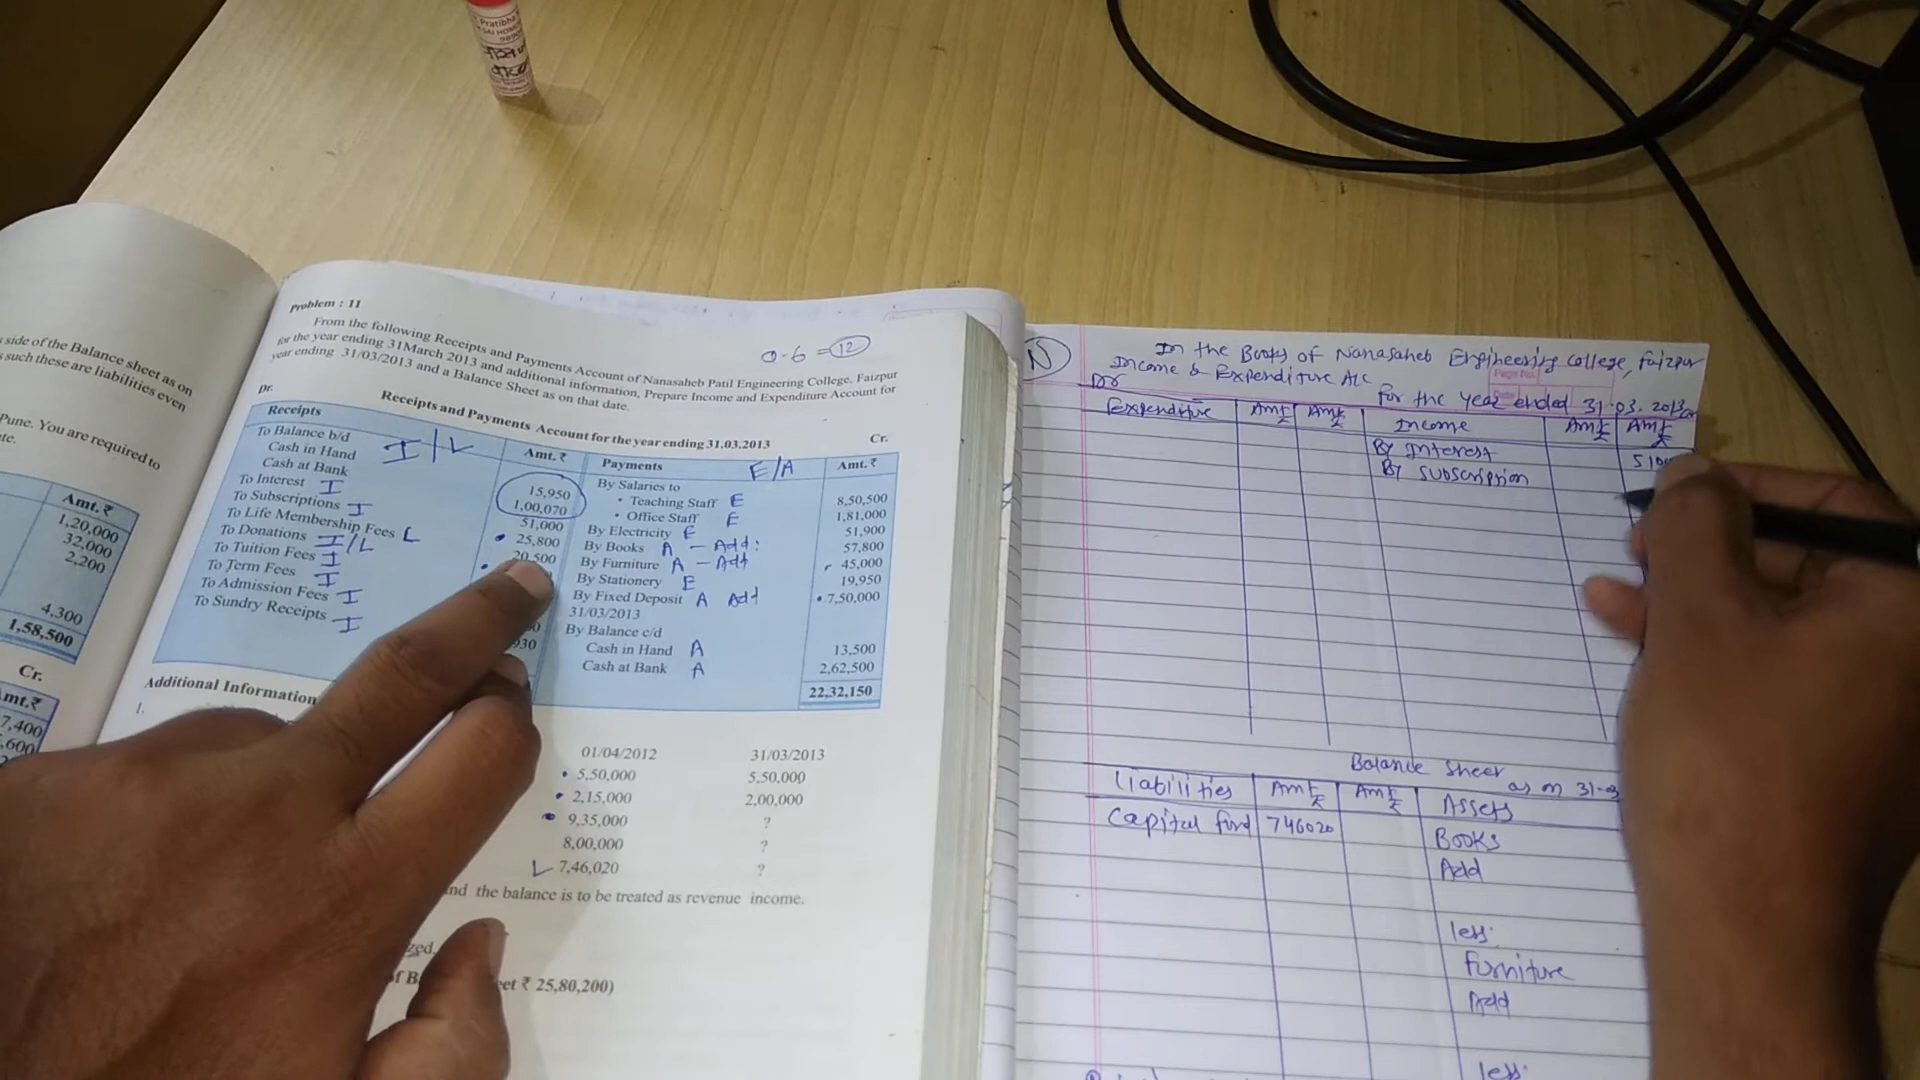 Pratibha
side of the Balance sheet as on
such these are liabilities even
Pune. You are required to
Amt.₹
1,20,000
32,000
2,200
4,300
1,58,500
Cr.
7,400
Problem : 11
From the following Receipts and Payments Account of Nanasaheb Patil Engineering College, Faizpur
for the year ending 31March 2013 and additional information, Prepare Income and Expenditure Account for
year ending 31/03/2013 and a Balance Sheet as on that date.
Q.6 = 12
Receipts and Payments Account for the year ending 31.03.2013
Dr. Cr.
Receipts Amt.₹ Payments Amt.₹
I/L E/A
To Balance b/d
Cash in Hand 15,950
Cash at Bank 1,00,070
To Interest I 51,000
To Subscriptions I 25,800
To Life Membership Fees L 20,500
To Donations I/L
To Tuition Fees I
To Term Fees I
To Admission Fees I
To Sundry Receipts I
By Salaries to
• Teaching Staff E 8,50,500
• Office Staff E 1,81,000
By Electricity E 51,900
By Books A - Add: 57,800
By Furniture A - Add 45,000
By Stationery E 19,950
By Fixed Deposit A Add 7,50,000
31/03/2013
By Balance c/d
Cash in Hand A 13,500
Cash at Bank A 2,62,500
22,32,150
Additional Information
1.
01/04/2012 31/03/2013
5,50,000 5,50,000
2,15,000 2,00,000
9,35,000 ?
8,00,000 ?
L 7,46,020 ?
and the balance is to be treated as revenue income.
₹ 25,80,200)
N
In the Books of Nanasaheb Engineering College, Faizpur
Income & Expenditure A/c
Dr for the year ended 31.03.2013 Cr
Page No.
Expenditure Amt ₹ Amt ₹ Income Amt ₹ Amt ₹
By Interest
By Subscription
Balance Sheet
as on
Liabilities Amt ₹ Amt ₹ Assets
Capital fund 746020 Books
Add
less:
Furniture
Add
less: